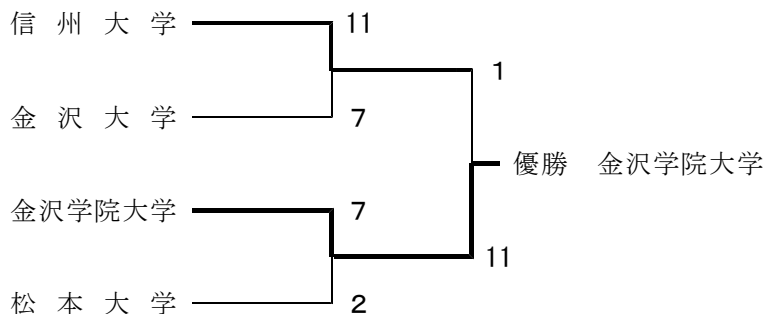 信州大学 11
1
金沢大学 7
優勝　金沢学院大学
金沢学院大学 7
11
松本大学 2